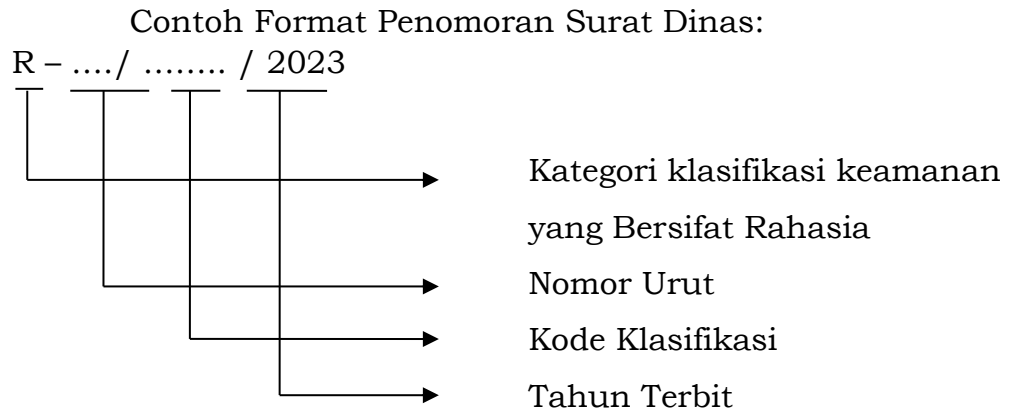 Contoh Format Penomoran Surat Dinas:
R – ..../ ........ / 2023
Kategori klasifikasi keamanan
yang Bersifat Rahasia
Nomor Urut
Kode Klasifikasi
Tahun Terbit